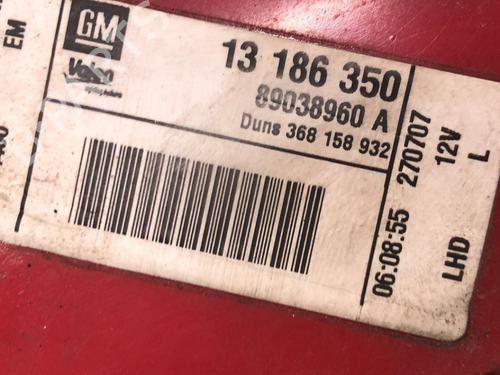 EM
GM
Valeo
13 186 350
89038960 A
Duns 368 158 932
06:08:55 270707
12V
L
LHD